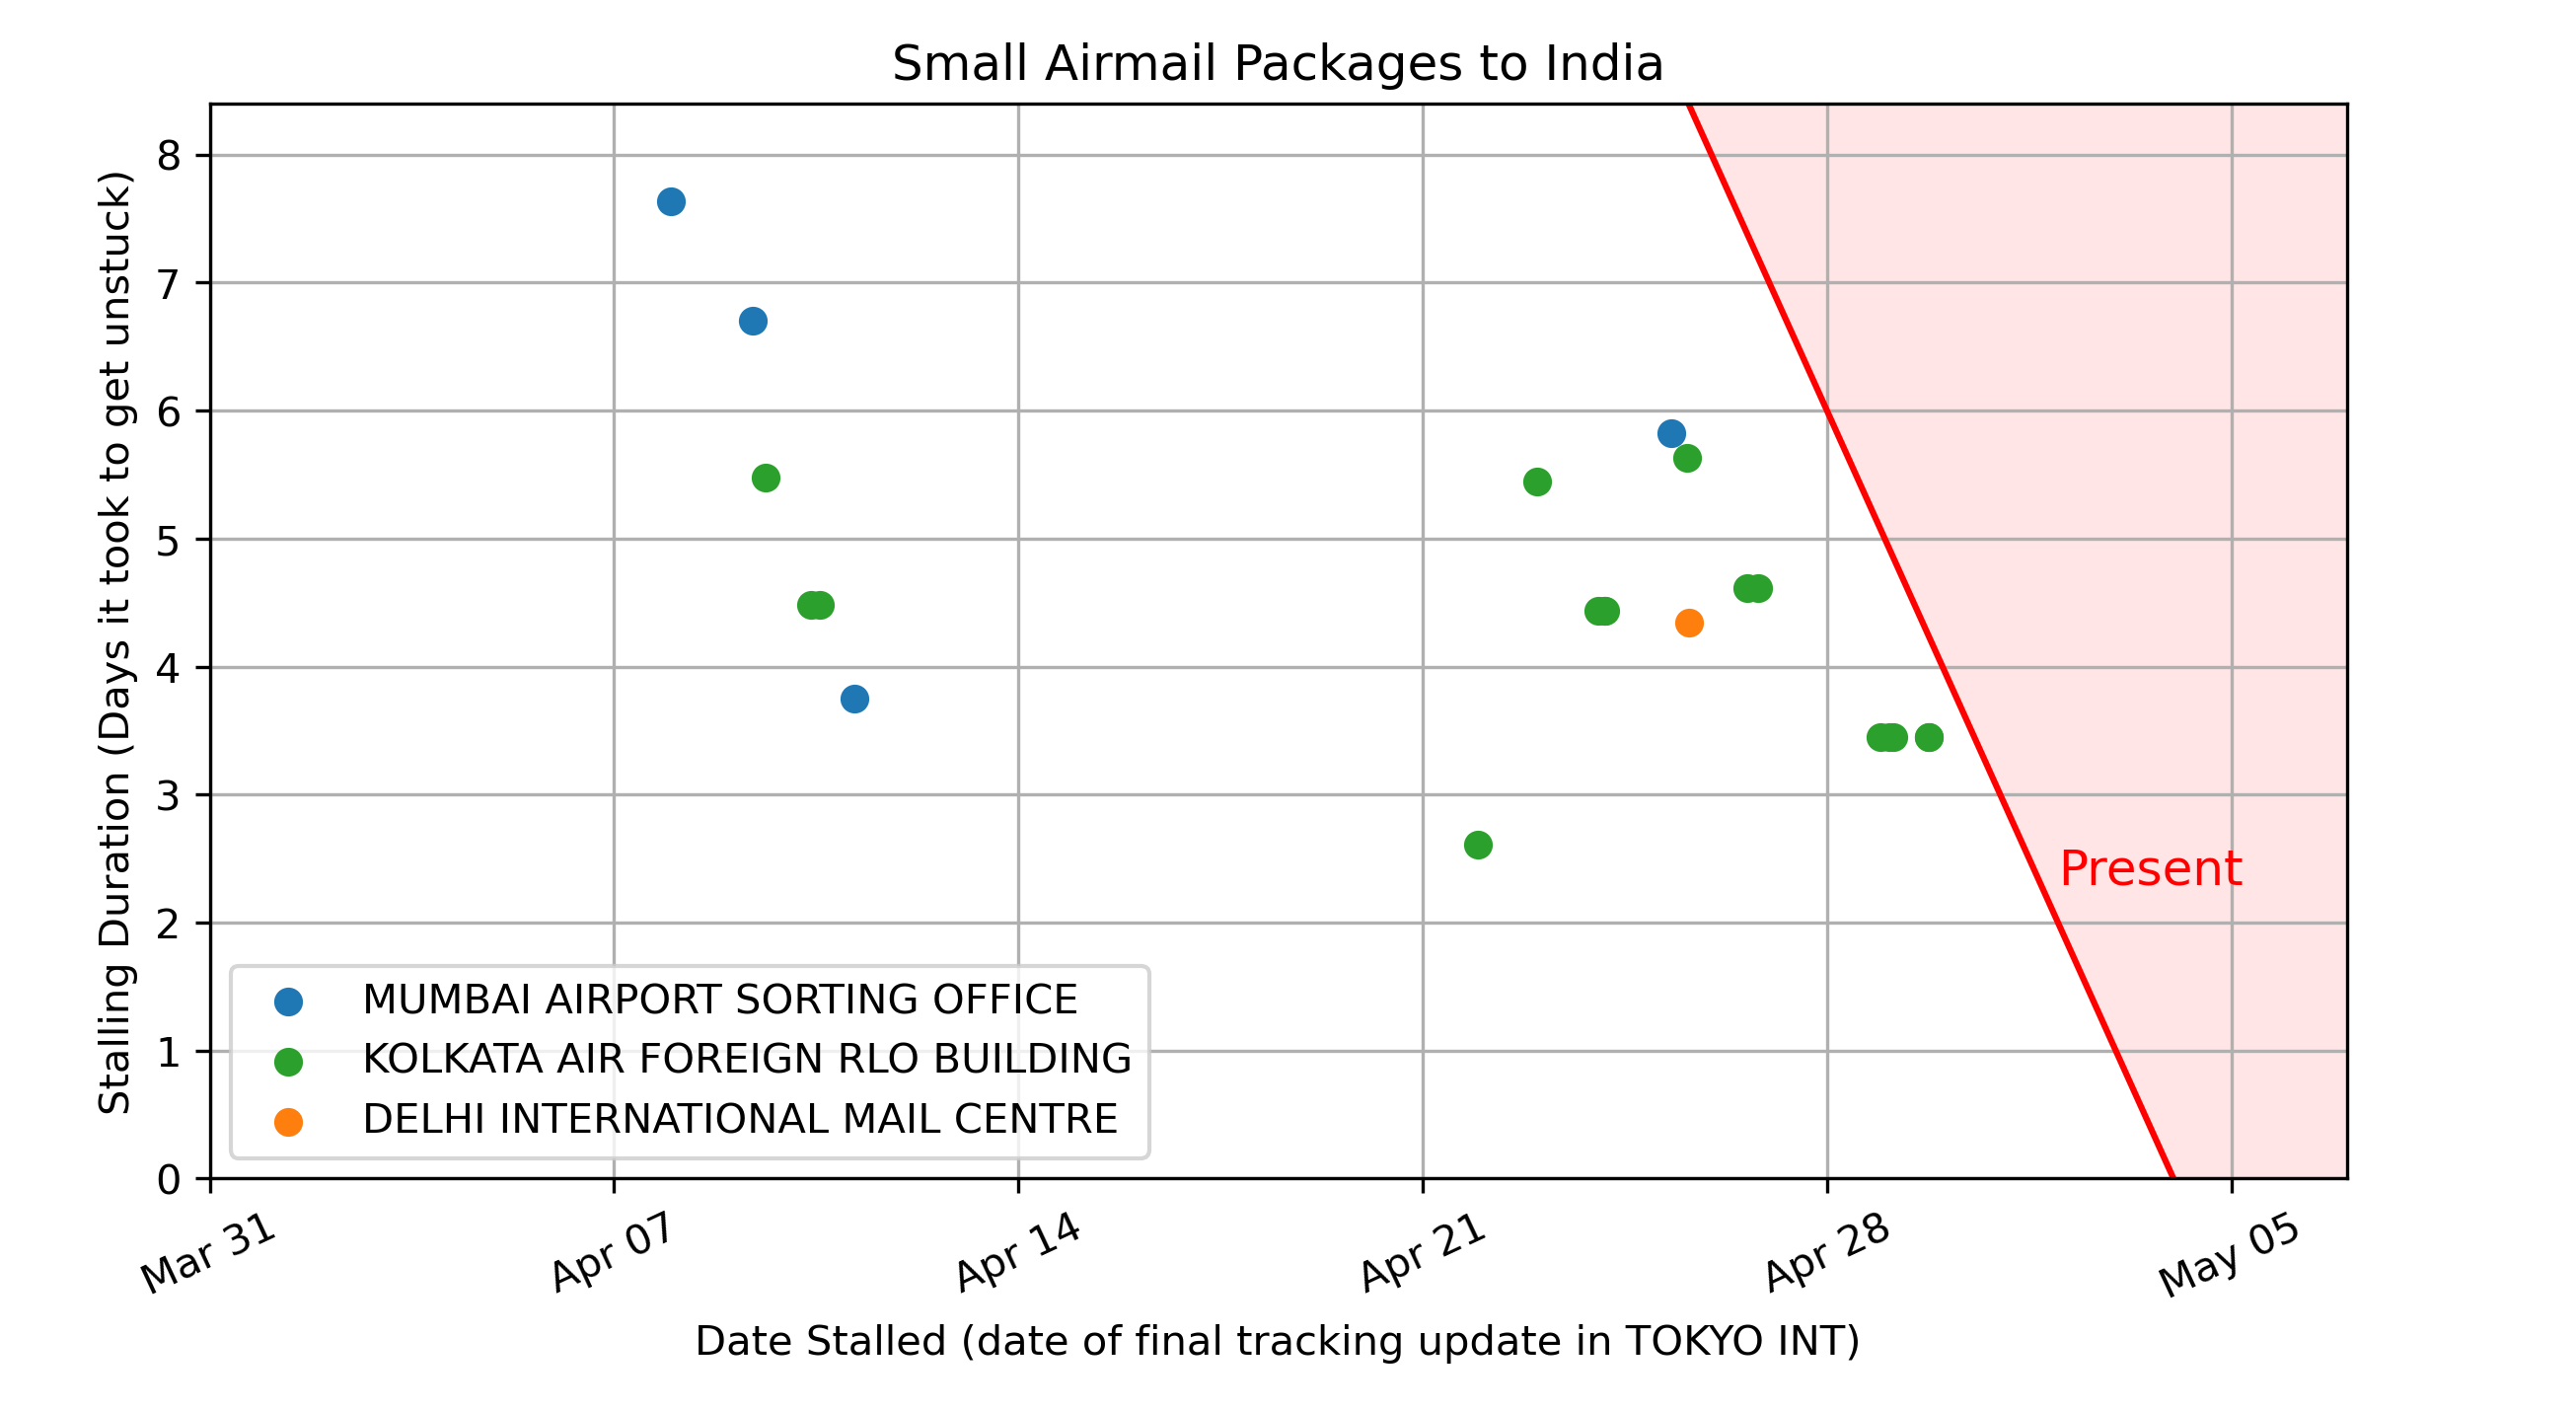 Small Airmail Packages to India
Stalling Duration (Days it took to get unstuck)
8
7
6
5
4
3
2
1
0
Present
MUMBAI AIRPORT SORTING OFFICE
KOLKATA AIR FOREIGN RLO BUILDING
DELHI INTERNATIONAL MAIL CENTRE
Mar 31
Apr 07
Apr 14
Apr 21
Apr 28
May 05
Date Stalled (date of final tracking update in TOKYO INT)